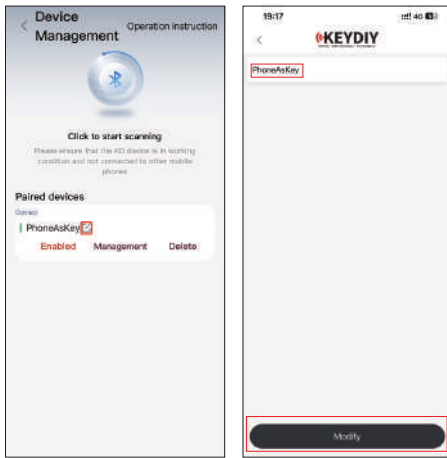 Device Management
Operation instruction
Click to start scanning
Please ensure that the KD device is in working
condition and not connected to other mobile
phones
Paired devices
PhoneAsKey
Enabled Management Delete
19:17
4G
KEYDIY
PhoneAsKey
Modify